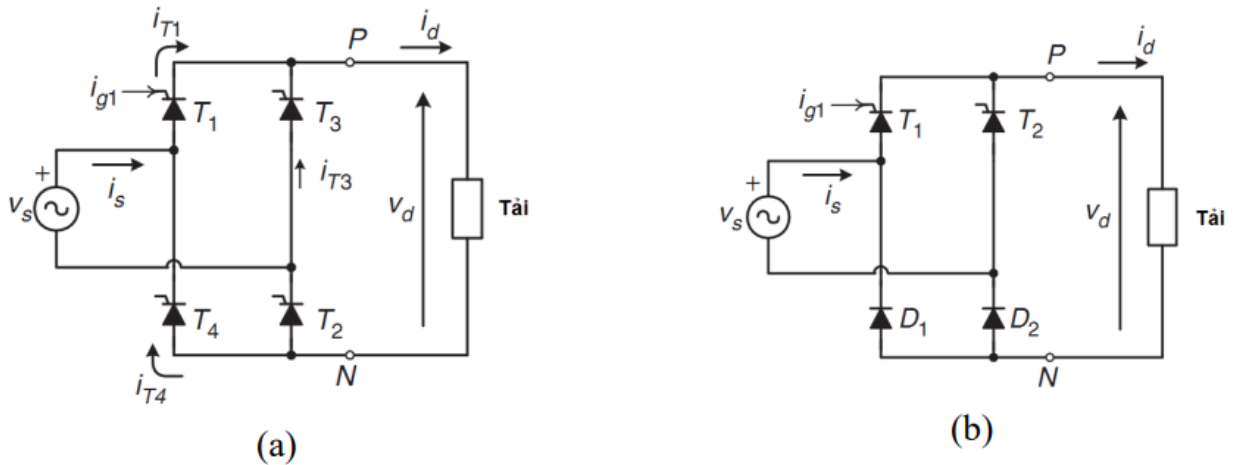 i_T1
P
i_d
i_g1
T_1
T_3
+
i_s
v_s
i_T3
v_d
Tải
T_4
T_2
i_T4
N
(a)
P
i_d
i_g1
T_1
T_2
+
i_s
v_s
v_d
Tải
D_1
D_2
N
(b)